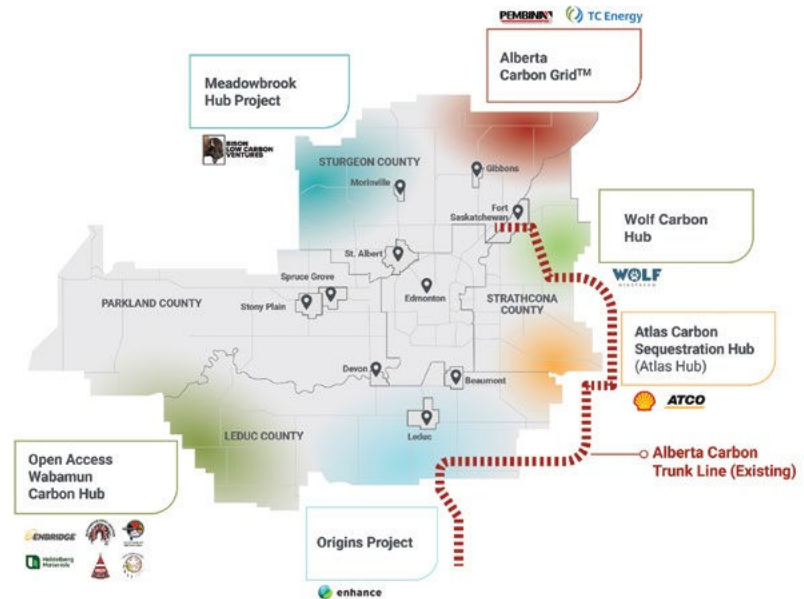 PEMBINA
TC Energy
Alberta
Carbon Grid™
Meadowbrook
Hub Project
BISON
LOW CARBON
VENTURES
STURGEON COUNTY
Morinville
Gibbons
Fort
Saskatchewan
Wolf Carbon
Hub
WOLF
MIDSTREAM
St. Albert
Spruce Grove
PARKLAND COUNTY
Stony Plain
Edmonton
STRATHCONA
COUNTY
Atlas Carbon
Sequestration Hub
(Atlas Hub)
ATCO
Devon
Beaumont
LEDUC COUNTY
Leduc
Alberta Carbon
Trunk Line (Existing)
Open Access
Wabamun
Carbon Hub
ENBRIDGE
Heidelberg
Materials
Origins Project
enhance